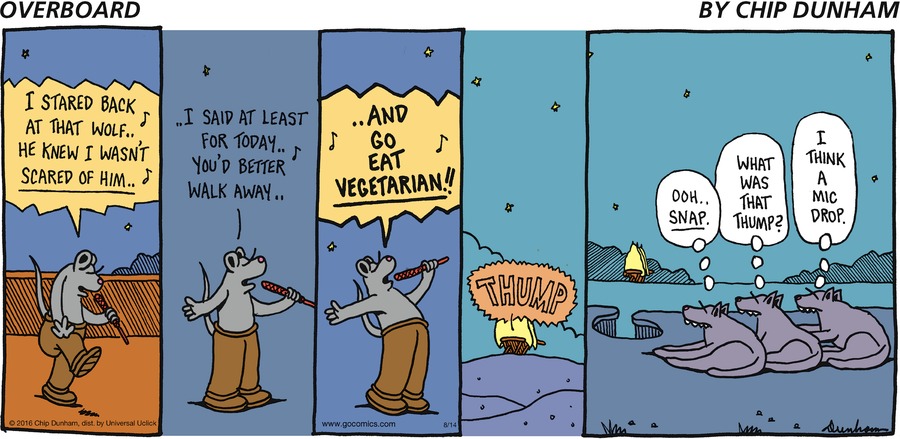 OVERBOARD
BY CHIP DUNHAM
I STARED BACK
AT THAT WOLF..
HE KNEW I WASN'T
SCARED OF HIM..
..I SAID AT LEAST
FOR TODAY..
YOU'D BETTER
WALK AWAY..
..AND
GO
EAT
VEGETARIAN!!
THUMP
OOH..
SNAP.
WHAT
WAS
THAT
THUMP?
I
THINK
A
MIC
DROP.
© 2016 Chip Dunham, dist. by Universal Uclick
www.gocomics.com
8/14
Dunham